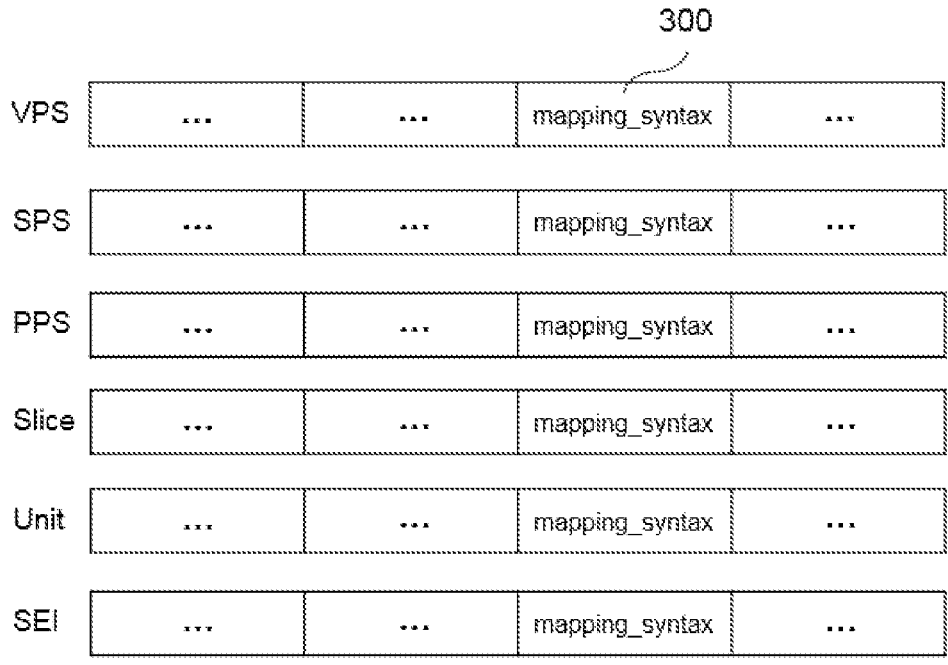 300
VPS ... ... mapping_syntax ...
SPS ... ... mapping_syntax ...
PPS ... ... mapping_syntax ...
Slice ... ... mapping_syntax ...
Unit ... ... mapping_syntax ...
SEI ... ... mapping_syntax ...